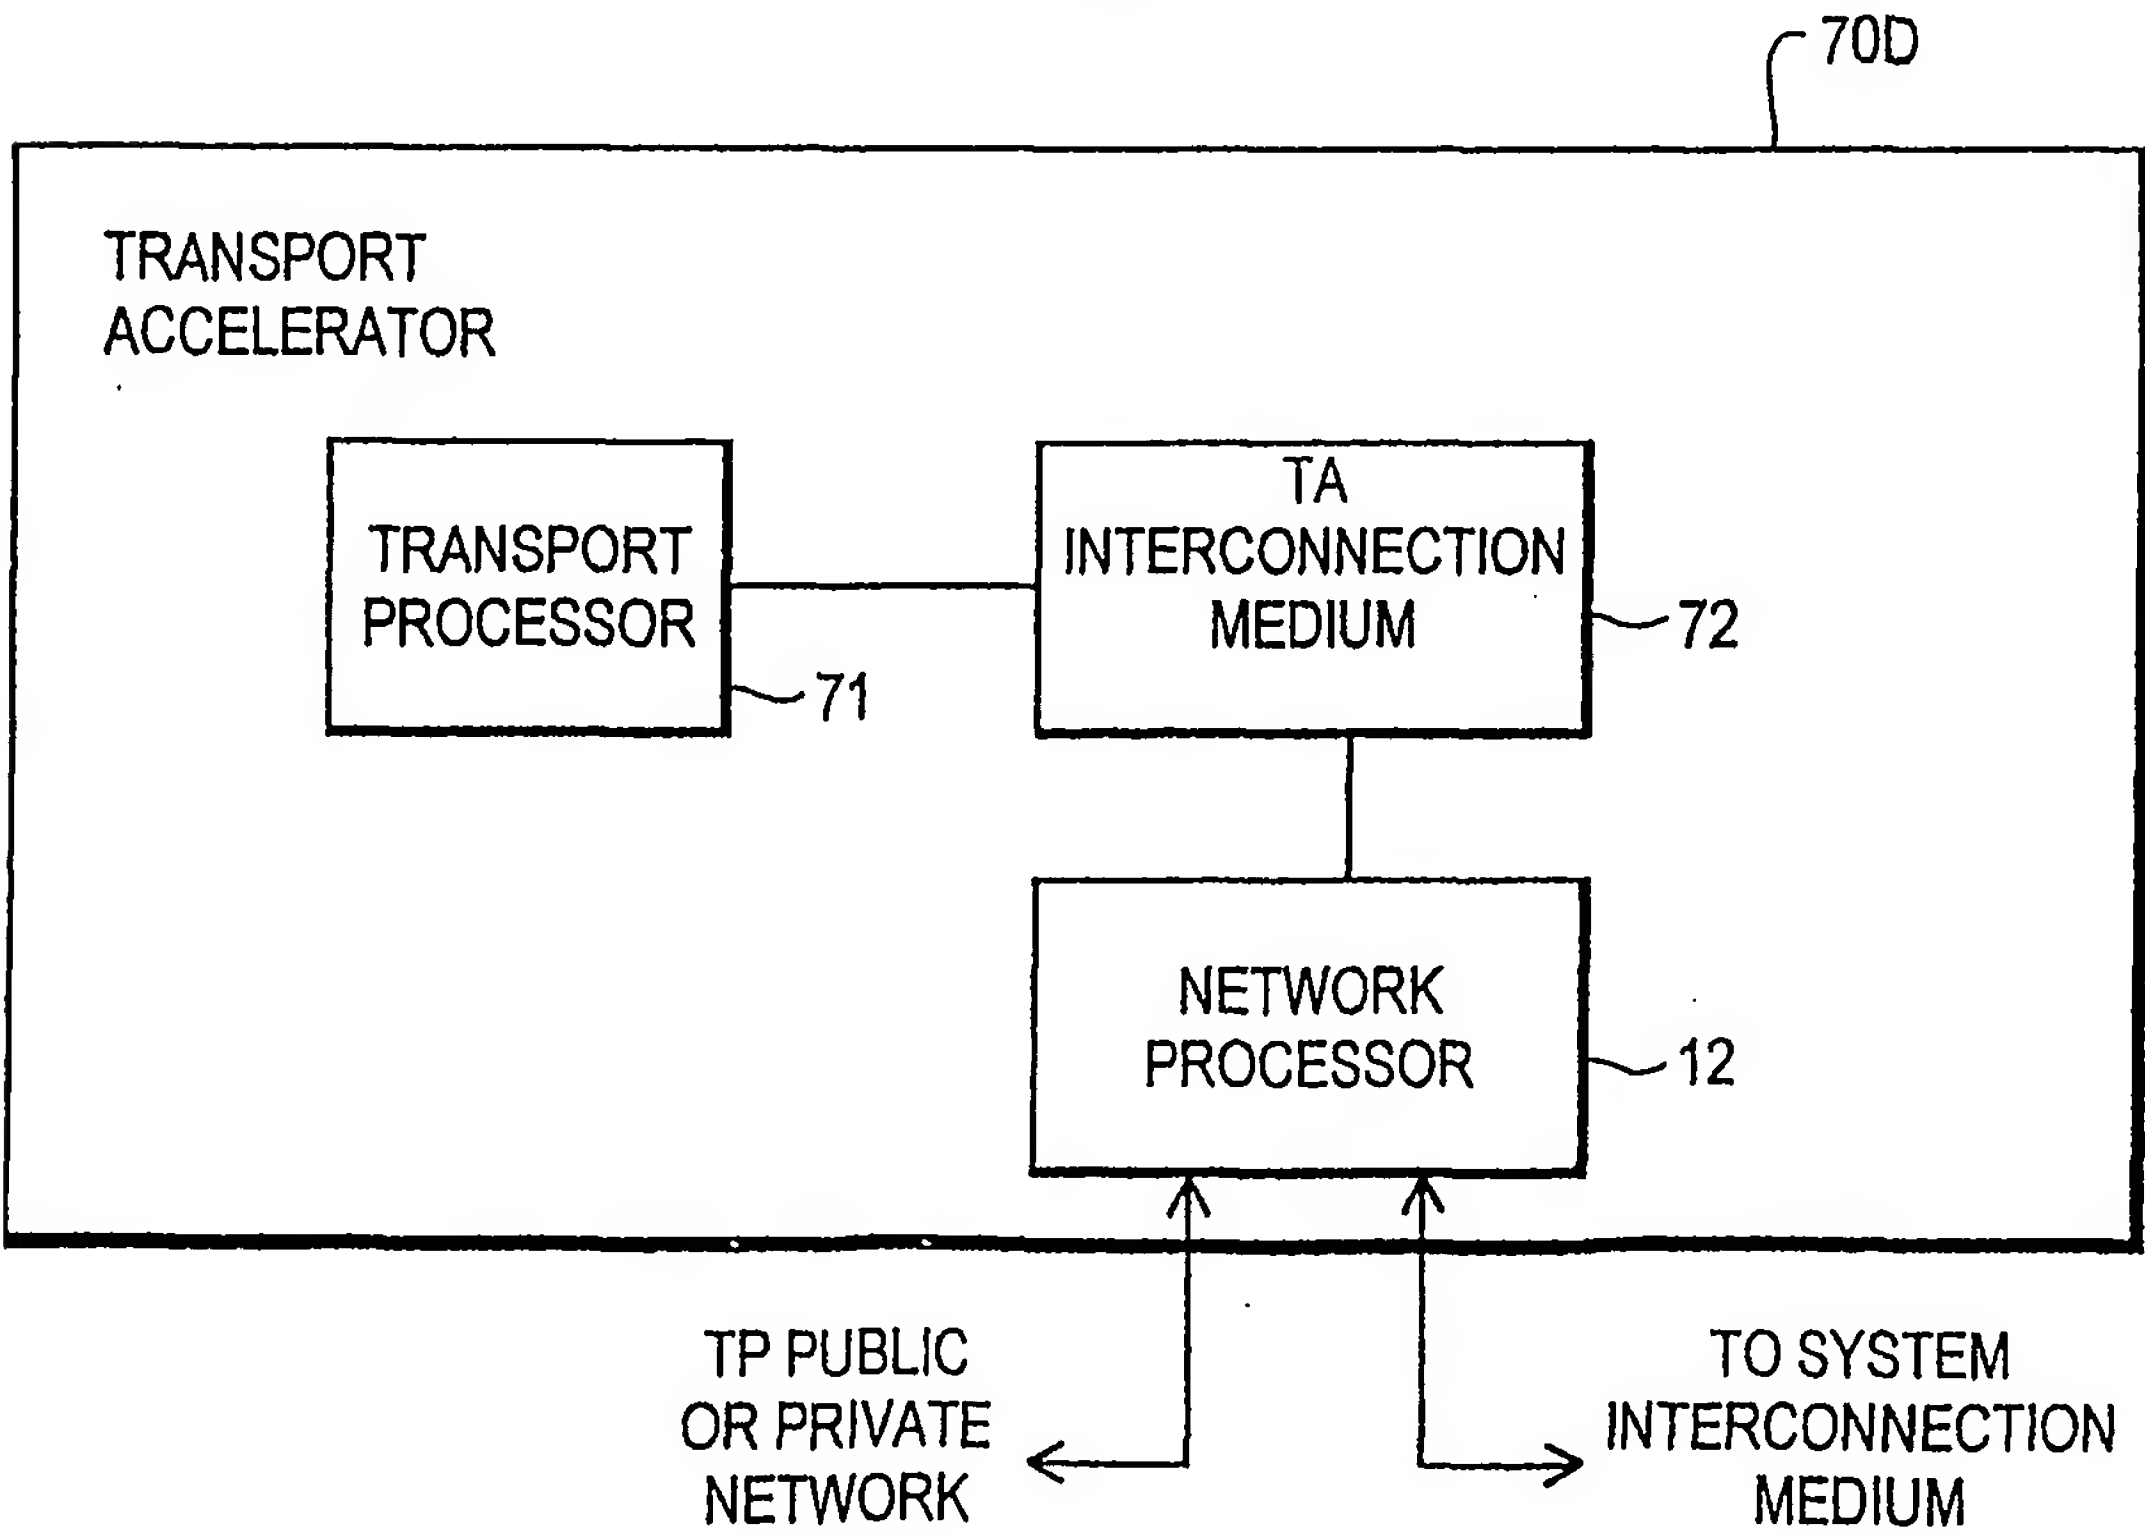 70D
TRANSPORT
ACCELERATOR
TRANSPORT
PROCESSOR
71
TA
INTERCONNECTION
MEDIUM
72
NETWORK
PROCESSOR
12
TP PUBLIC
OR PRIVATE
NETWORK
TO SYSTEM
INTERCONNECTION
MEDIUM